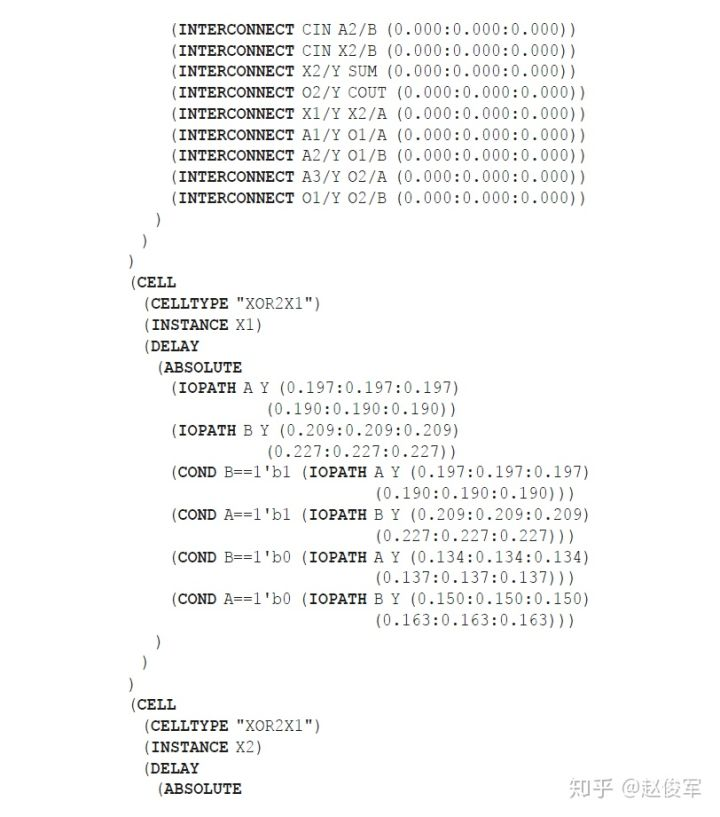 (INTERCONNECT CIN A2/B (0.000:0.000:0.000))
(INTERCONNECT CIN X2/B (0.000:0.000:0.000))
(INTERCONNECT X2/Y SUM (0.000:0.000:0.000))
(INTERCONNECT O2/Y COUT (0.000:0.000:0.000))
(INTERCONNECT X1/Y X2/A (0.000:0.000:0.000))
(INTERCONNECT A1/Y O1/A (0.000:0.000:0.000))
(INTERCONNECT A2/Y O1/B (0.000:0.000:0.000))
(INTERCONNECT A3/Y O2/A (0.000:0.000:0.000))
(INTERCONNECT O1/Y O2/B (0.000:0.000:0.000))
)
)
)
(CELL
(CELLTYPE "XOR2X1")
(INSTANCE X1)
(DELAY
(ABSOLUTE
(IOPATH A Y (0.197:0.197:0.197)
(0.190:0.190:0.190))
(IOPATH B Y (0.209:0.209:0.209)
(0.227:0.227:0.227))
(COND B==1'b1 (IOPATH A Y (0.197:0.197:0.197)
(0.190:0.190:0.190)))
(COND A==1'b1 (IOPATH B Y (0.209:0.209:0.209)
(0.227:0.227:0.227)))
(COND B==1'b0 (IOPATH A Y (0.134:0.134:0.134)
(0.137:0.137:0.137)))
(COND A==1'b0 (IOPATH B Y (0.150:0.150:0.150)
(0.163:0.163:0.163)))
)
)
)
(CELL
(CELLTYPE "XOR2X1")
(INSTANCE X2)
(DELAY
(ABSOLUTE
知乎 @赵俊军